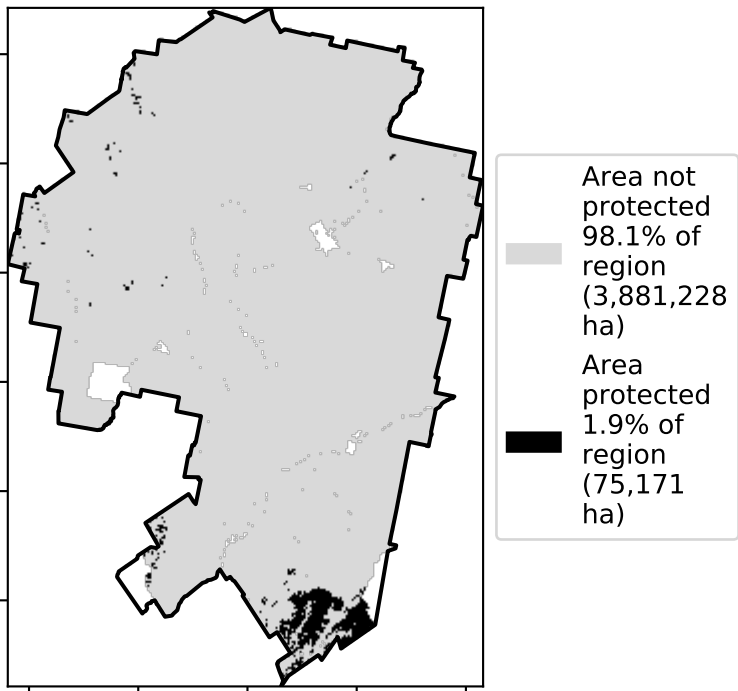 Area not
protected
98.1% of
region
(3,881,228
ha)
Area
protected
1.9% of
region
(75,171
ha)